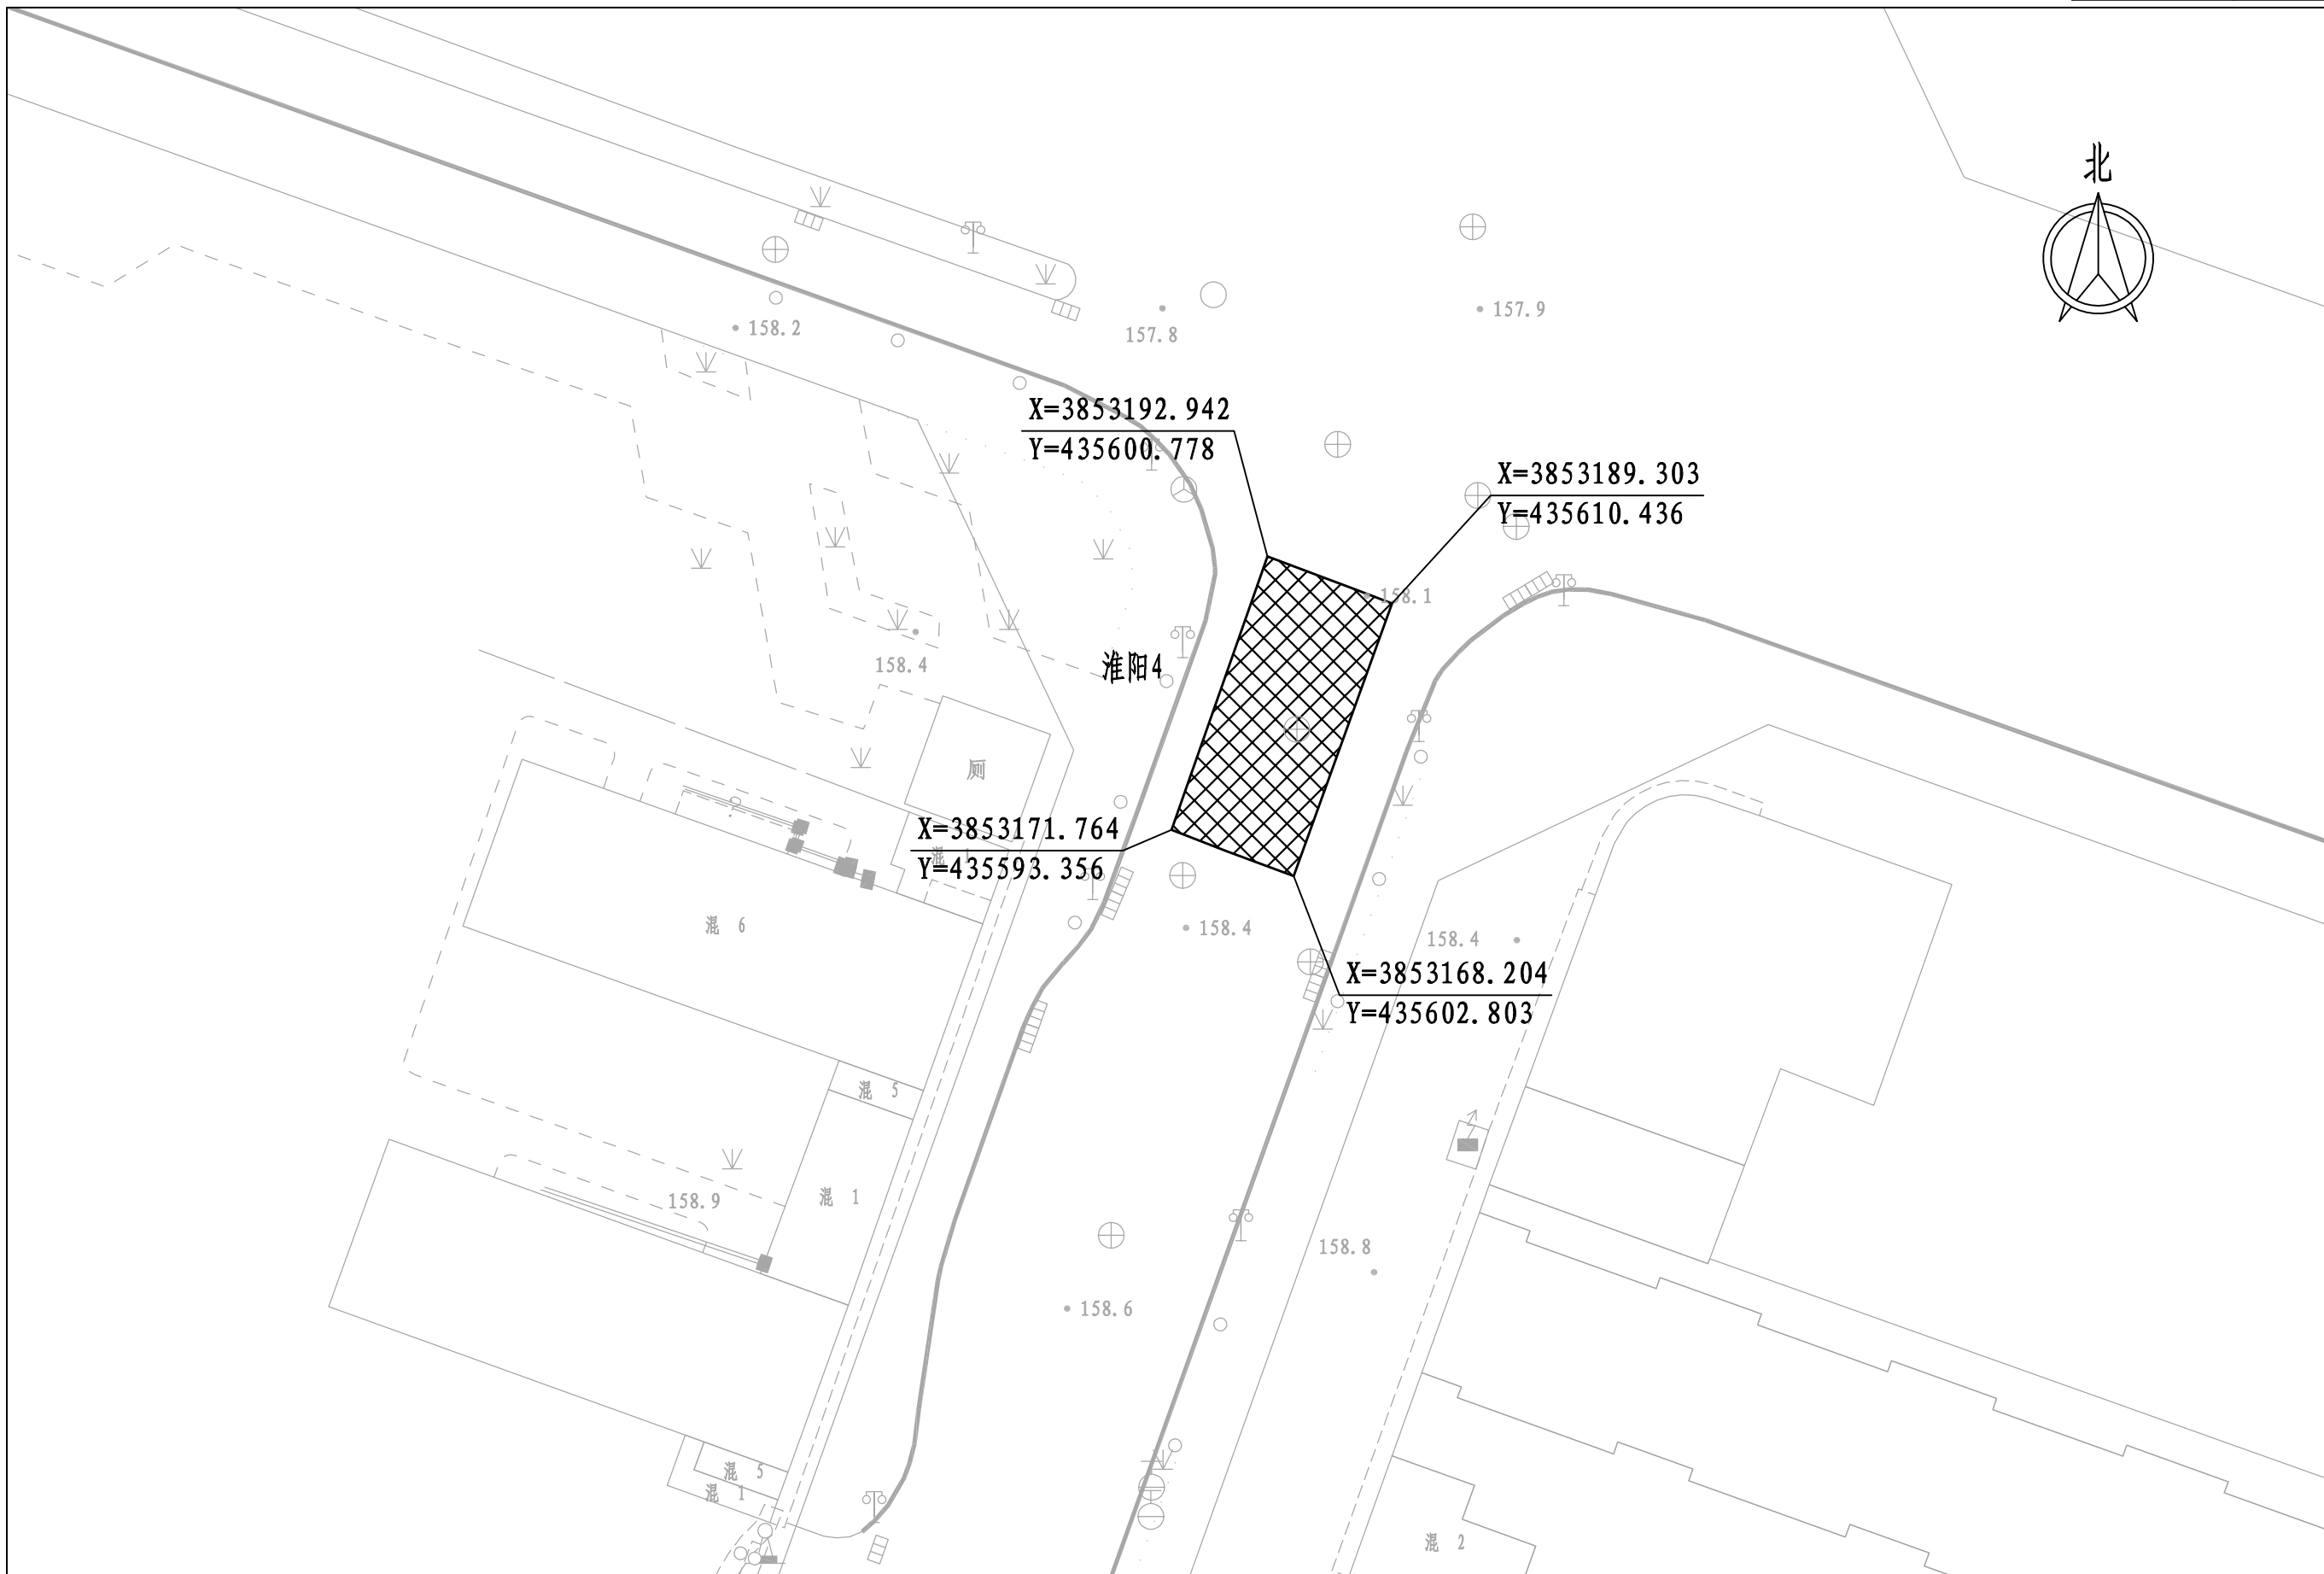 北
158.2
157.8
157.9
X=3853192.942
Y=435600.778
X=3853189.303
Y=435610.436
158.1
158.4
淮阳4
厕
X=3853171.764
Y=435593.356
混 1
混 6
158.4
158.4
X=3853168.204
Y=435602.803
混 5
混 1
158.9
158.8
158.6
混 5
混 1
混 2